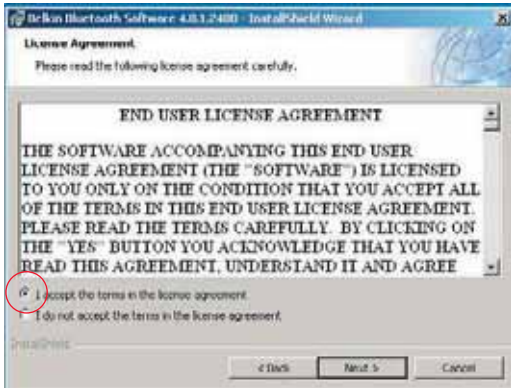 Belkin Bluetooth Software 4.0.1.2400 - InstallShield Wizard
License Agreement
Please read the following license agreement carefully.
END USER LICENSE AGREEMENT
THE SOFTWARE ACCOMPANYING THIS END USER
LICENSE AGREEMENT (THE "SOFTWARE") IS LICENSED
TO YOU ONLY ON THE CONDITION THAT YOU ACCEPT ALL
OF THE TERMS IN THIS END USER LICENSE AGREEMENT.
PLEASE READ THE TERMS CAREFULLY. BY CLICKING ON
THE "YES" BUTTON YOU ACKNOWLEDGE THAT YOU HAVE
READ THIS AGREEMENT, UNDERSTAND IT AND AGREE
I accept the terms in the license agreement
I do not accept the terms in the license agreement
InstallShield
< Back Next > Cancel